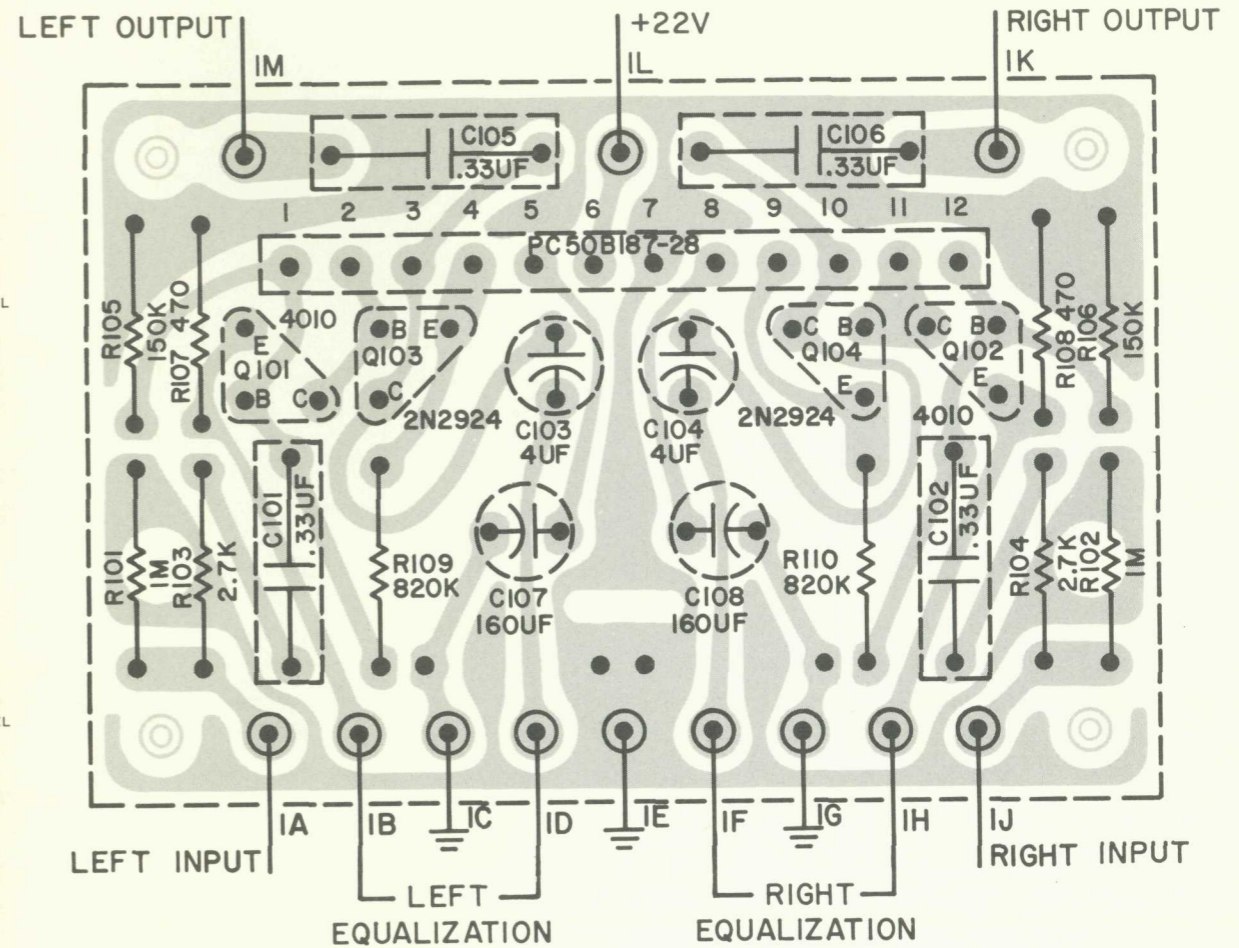 LEFT OUTPUT
+22V
RIGHT OUTPUT
IM
IL
IK
C105
.33UF
C106
.33UF
1 2 3 4 5 6 7 8 9 10 11 12
PC50B187-28
R105
150K
R107 470
4010
E
Q101
B C
B E
Q103
C
2N2924
C103
4UF
C104
4UF
C B
Q104
E
2N2924
C B
Q102
E
4010
R108 470
R106
150K
R101
1M
R103
2.7K
C101
.33UF
R109
820K
C107
160UF
C108
160UF
R110
820K
C102
.33UF
R104
2.7K
R102
1M
IA
IB
IC
ID
IE
IF
IG
IH
IJ
LEFT INPUT
RIGHT INPUT
LEFT
EQUALIZATION
RIGHT
EQUALIZATION
L
EL